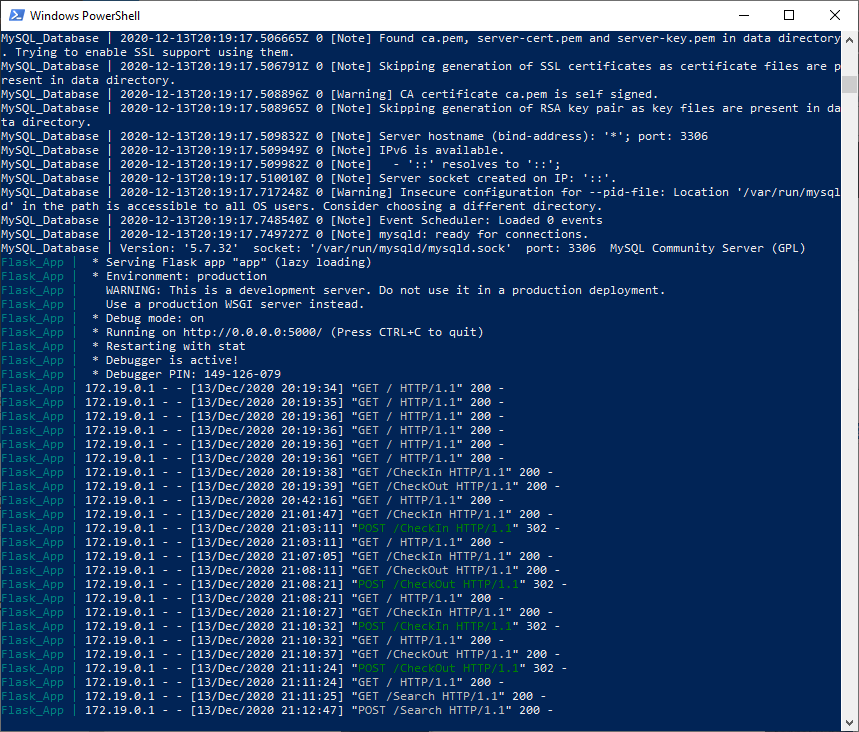 Windows PowerShell
MySQL_Database | 2020-12-13T20:19:17.506665Z 0 [Note] Found ca.pem, server-cert.pem and server-key.pem in data directory
. Trying to enable SSL support using them.
MySQL_Database | 2020-12-13T20:19:17.506791Z 0 [Note] Skipping generation of SSL certificates as certificate files are p
resent in data directory.
MySQL_Database | 2020-12-13T20:19:17.508896Z 0 [Warning] CA certificate ca.pem is self signed.
MySQL_Database | 2020-12-13T20:19:17.508965Z 0 [Note] Skipping generation of RSA key pair as key files are present in da
ta directory.
MySQL_Database | 2020-12-13T20:19:17.509832Z 0 [Note] Server hostname (bind-address): '*'; port: 3306
MySQL_Database | 2020-12-13T20:19:17.509949Z 0 [Note] IPv6 is available.
MySQL_Database | 2020-12-13T20:19:17.509982Z 0 [Note]   - '::' resolves to '::';
MySQL_Database | 2020-12-13T20:19:17.510010Z 0 [Note] Server socket created on IP: '::'.
MySQL_Database | 2020-12-13T20:19:17.717248Z 0 [Warning] Insecure configuration for --pid-file: Location '/var/run/mysql
d' in the path is accessible to all OS users. Consider choosing a different directory.
MySQL_Database | 2020-12-13T20:19:17.748540Z 0 [Note] Event Scheduler: Loaded 0 events
MySQL_Database | 2020-12-13T20:19:17.749727Z 0 [Note] mysqld: ready for connections.
MySQL_Database | Version: '5.7.32'  socket: '/var/run/mysqld/mysqld.sock'  port: 3306  MySQL Community Server (GPL)
Flask_App |  * Serving Flask app "app" (lazy loading)
Flask_App |  * Environment: production
Flask_App |    WARNING: This is a development server. Do not use it in a production deployment.
Flask_App |    Use a production WSGI server instead.
Flask_App |  * Debug mode: on
Flask_App |  * Running on http://0.0.0.0:5000/ (Press CTRL+C to quit)
Flask_App |  * Restarting with stat
Flask_App |  * Debugger is active!
Flask_App |  * Debugger PIN: 149-126-079
Flask_App | 172.19.0.1 - - [13/Dec/2020 20:19:34] "GET / HTTP/1.1" 200 -
Flask_App | 172.19.0.1 - - [13/Dec/2020 20:19:35] "GET / HTTP/1.1" 200 -
Flask_App | 172.19.0.1 - - [13/Dec/2020 20:19:36] "GET / HTTP/1.1" 200 -
Flask_App | 172.19.0.1 - - [13/Dec/2020 20:19:36] "GET / HTTP/1.1" 200 -
Flask_App | 172.19.0.1 - - [13/Dec/2020 20:19:36] "GET / HTTP/1.1" 200 -
Flask_App | 172.19.0.1 - - [13/Dec/2020 20:19:36] "GET / HTTP/1.1" 200 -
Flask_App | 172.19.0.1 - - [13/Dec/2020 20:19:38] "GET /CheckIn HTTP/1.1" 200 -
Flask_App | 172.19.0.1 - - [13/Dec/2020 20:19:39] "GET /CheckOut HTTP/1.1" 200 -
Flask_App | 172.19.0.1 - - [13/Dec/2020 20:42:16] "GET / HTTP/1.1" 200 -
Flask_App | 172.19.0.1 - - [13/Dec/2020 21:01:47] "GET /CheckIn HTTP/1.1" 200 -
Flask_App | 172.19.0.1 - - [13/Dec/2020 21:03:11] "POST /CheckIn HTTP/1.1" 302 -
Flask_App | 172.19.0.1 - - [13/Dec/2020 21:03:11] "GET / HTTP/1.1" 200 -
Flask_App | 172.19.0.1 - - [13/Dec/2020 21:07:05] "GET /CheckIn HTTP/1.1" 200 -
Flask_App | 172.19.0.1 - - [13/Dec/2020 21:08:11] "GET /CheckOut HTTP/1.1" 200 -
Flask_App | 172.19.0.1 - - [13/Dec/2020 21:08:21] "POST /CheckOut HTTP/1.1" 302 -
Flask_App | 172.19.0.1 - - [13/Dec/2020 21:08:21] "GET / HTTP/1.1" 200 -
Flask_App | 172.19.0.1 - - [13/Dec/2020 21:10:27] "GET /CheckIn HTTP/1.1" 200 -
Flask_App | 172.19.0.1 - - [13/Dec/2020 21:10:32] "POST /CheckIn HTTP/1.1" 302 -
Flask_App | 172.19.0.1 - - [13/Dec/2020 21:10:32] "GET / HTTP/1.1" 200 -
Flask_App | 172.19.0.1 - - [13/Dec/2020 21:10:37] "GET /CheckOut HTTP/1.1" 200 -
Flask_App | 172.19.0.1 - - [13/Dec/2020 21:11:24] "POST /CheckOut HTTP/1.1" 302 -
Flask_App | 172.19.0.1 - - [13/Dec/2020 21:11:24] "GET / HTTP/1.1" 200 -
Flask_App | 172.19.0.1 - - [13/Dec/2020 21:11:25] "GET /Search HTTP/1.1" 200 -
Flask_App | 172.19.0.1 - - [13/Dec/2020 21:12:47] "POST /Search HTTP/1.1" 200 -